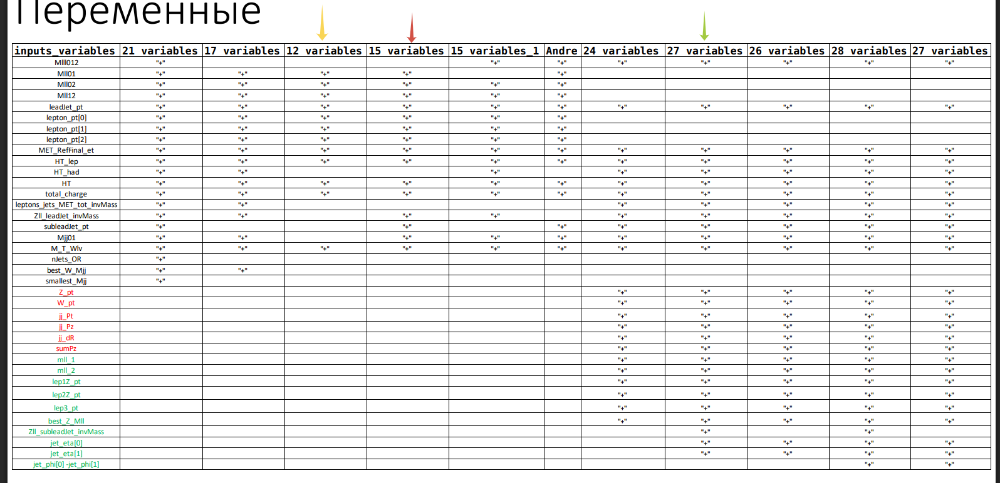 Переменные
inputs_variables 21 variables 17 variables 12 variables 15 variables 15 variables_1 Andre 24 variables 27 variables 26 variables 28 variables 27 variables
Mlll012 "+" "+" "+" "+" "+" "+" "+" "+"
Mll01 "+" "+" "+" "+" "+"
Mll02 "+" "+" "+" "+" "+" "+"
Mll12 "+" "+" "+" "+" "+" "+"
leadJet_pt "+" "+" "+" "+" "+" "+" "+" "+" "+" "+" "+"
lepton_pt[0] "+" "+" "+" "+" "+" "+"
lepton_pt[1] "+" "+" "+" "+" "+" "+"
lepton_pt[2] "+" "+" "+" "+" "+" "+"
MET_RefFinal_et "+" "+" "+" "+" "+" "+" "+" "+" "+" "+" "+"
HT_lep "+" "+" "+" "+" "+" "+" "+" "+" "+" "+" "+"
HT_had "+" "+" "+" "+" "+" "+" "+" "+"
HT "+" "+" "+" "+" "+" "+" "+" "+" "+" "+" "+"
total_charge "+" "+" "+" "+" "+" "+" "+" "+" "+" "+" "+"
leptons_jets_MET_tot_invMass "+" "+" "+" "+" "+" "+" "+"
Zll_leadJet_invMass "+" "+" "+" "+" "+" "+" "+" "+" "+"
subleadJet_pt "+" "+" "+" "+" "+" "+" "+" "+"
Mjj01 "+" "+" "+" "+" "+" "+" "+" "+" "+" "+"
M_T_Wlv "+" "+" "+" "+" "+" "+" "+" "+" "+" "+" "+"
nJets_OR "+"
best_W_Mjj "+" "+"
smallest_Mjj "+"
Z_pt "+" "+" "+" "+" "+"
W_pt "+" "+" "+" "+" "+"
jj_Pt "+" "+" "+" "+" "+"
jj_Pz "+" "+" "+" "+" "+"
jj_dR "+" "+" "+" "+" "+"
sumPz "+" "+" "+" "+" "+"
mll_1 "+" "+" "+" "+" "+"
mll_2 "+" "+" "+" "+" "+"
lep1Z_pt "+" "+" "+" "+" "+"
lep2Z_pt "+" "+" "+" "+" "+"
lep3_pt "+" "+" "+" "+" "+"
best_Z_Mll "+" "+" "+" "+" "+"
Zll_subleadJet_invMass "+" "+"
jet_eta[0] "+" "+" "+" "+"
jet_eta[1] "+" "+" "+" "+"
jet_phi[0] -jet_phi[1] "+" "+"